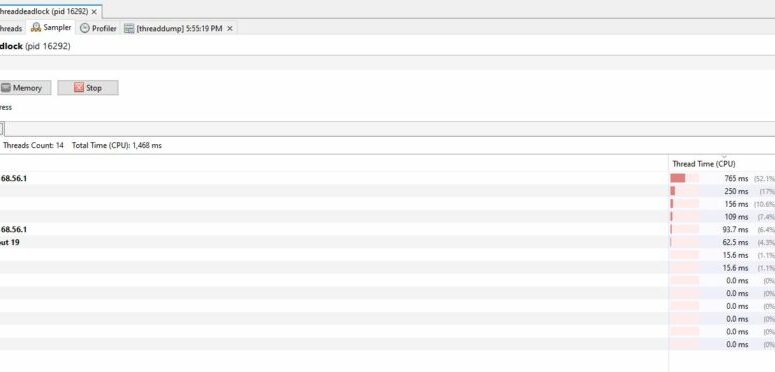 hreaddeadlock (pid 16292) ×
hreads Sampler Profiler [threaddump] 5:55:19 PM ×
dlock (pid 16292)
Memory Stop
ress
Threads Count: 14 Total Time (CPU): 1,468 ms
Thread Time (CPU)
68.56.1 765 ms (52.1%
250 ms (17%
156 ms (10.6%
109 ms (7.4%
68.56.1 93.7 ms (6.4%
out 19 62.5 ms (4.3%
15.6 ms (1.1%
15.6 ms (1.1%
0.0 ms (0%
0.0 ms (0%
0.0 ms (0%
0.0 ms (0%
0.0 ms (0%
0.0 ms (0%